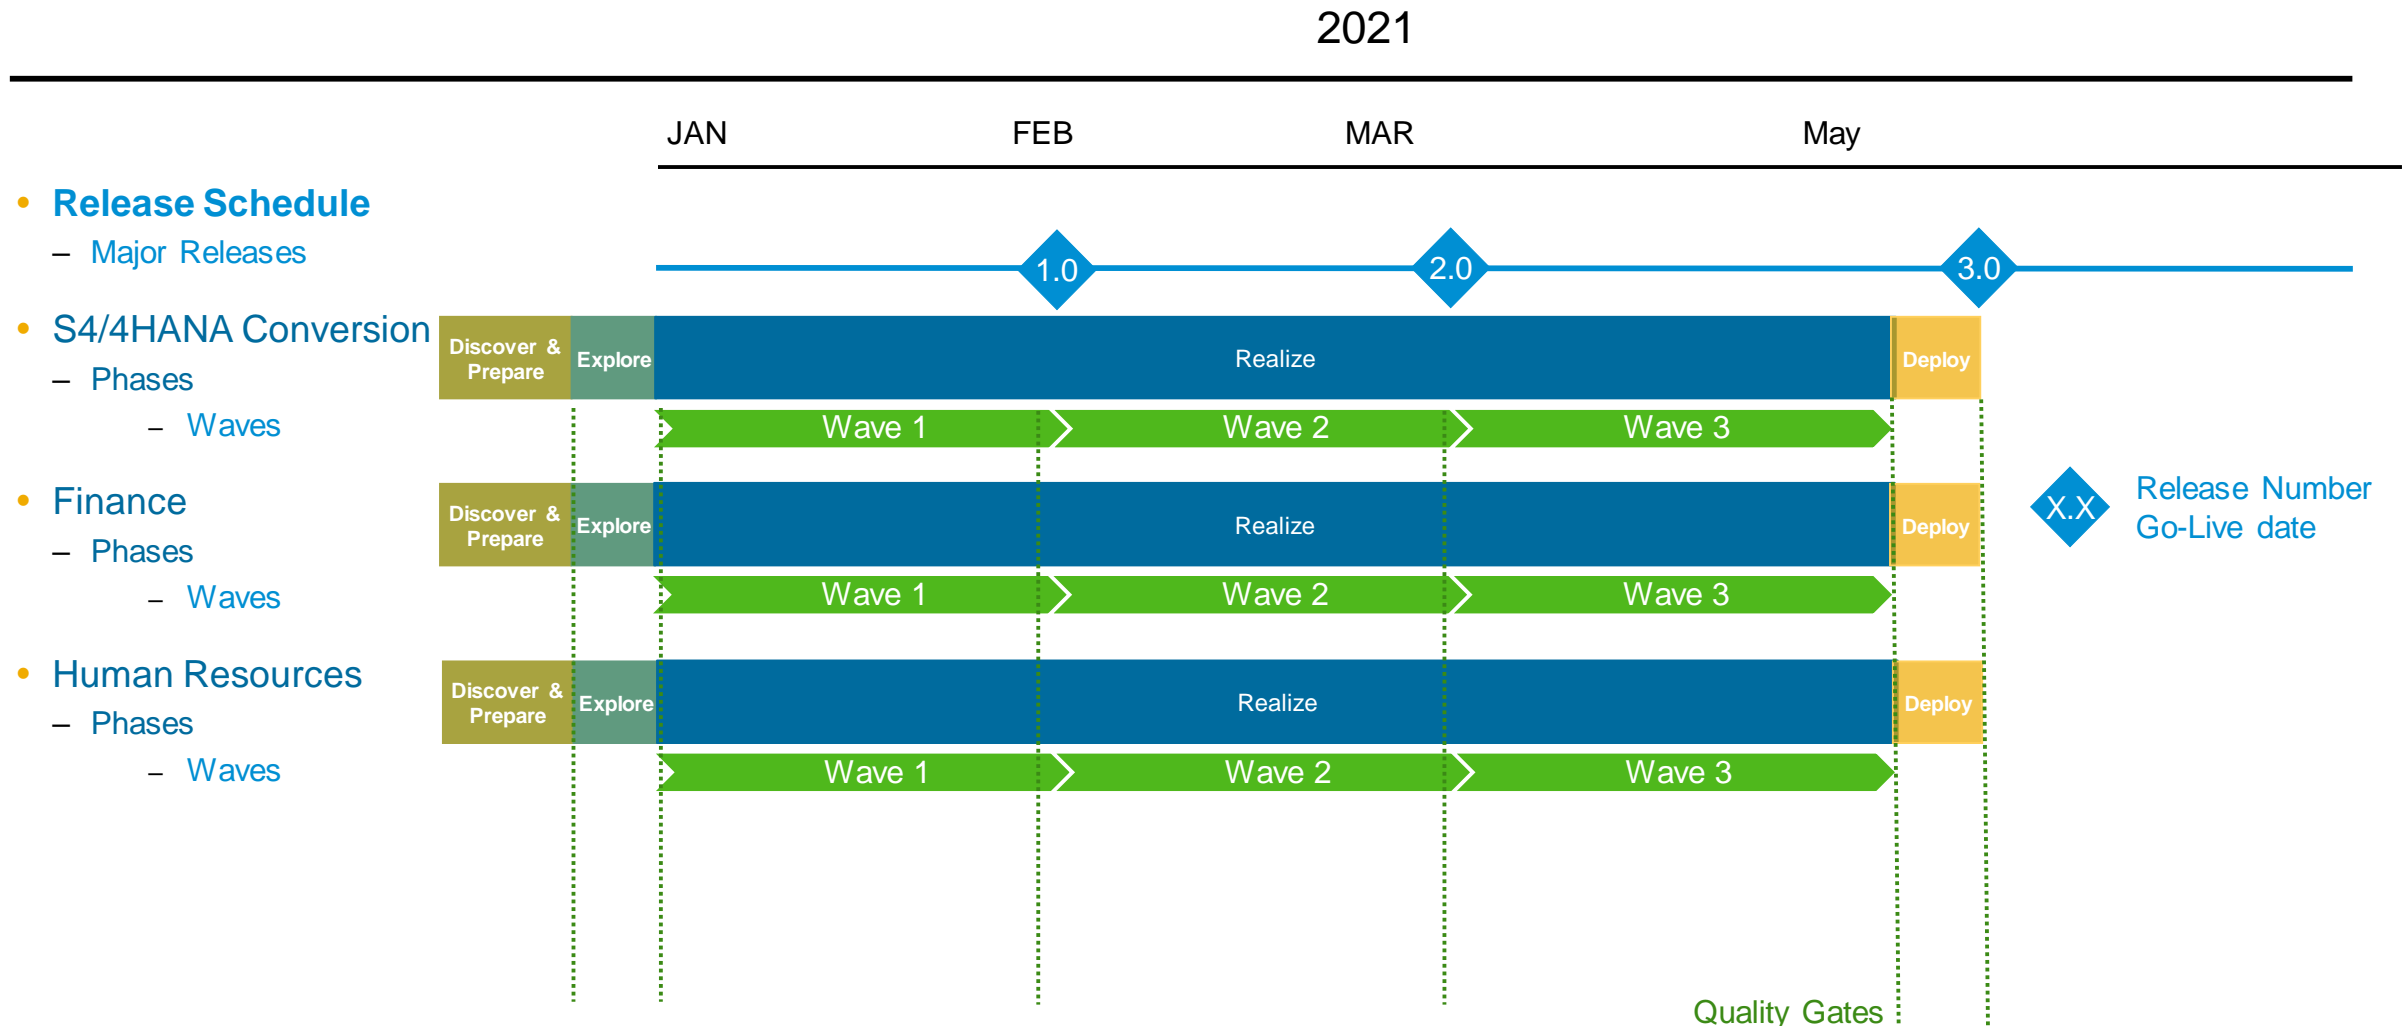 2021
JAN FEB MAR May
• Release Schedule
– Major Releases
1.0 2.0 3.0
• S4/4HANA Conversion
– Phases
– Waves
Discover &
Prepare
Explore
Realize
Deploy
Wave 1 Wave 2 Wave 3
• Finance
– Phases
– Waves
Discover &
Prepare
Explore
Realize
Deploy
Wave 1 Wave 2 Wave 3
X.X
Release Number
Go-Live date
• Human Resources
– Phases
– Waves
Discover &
Prepare
Explore
Realize
Deploy
Wave 1 Wave 2 Wave 3
Quality Gates